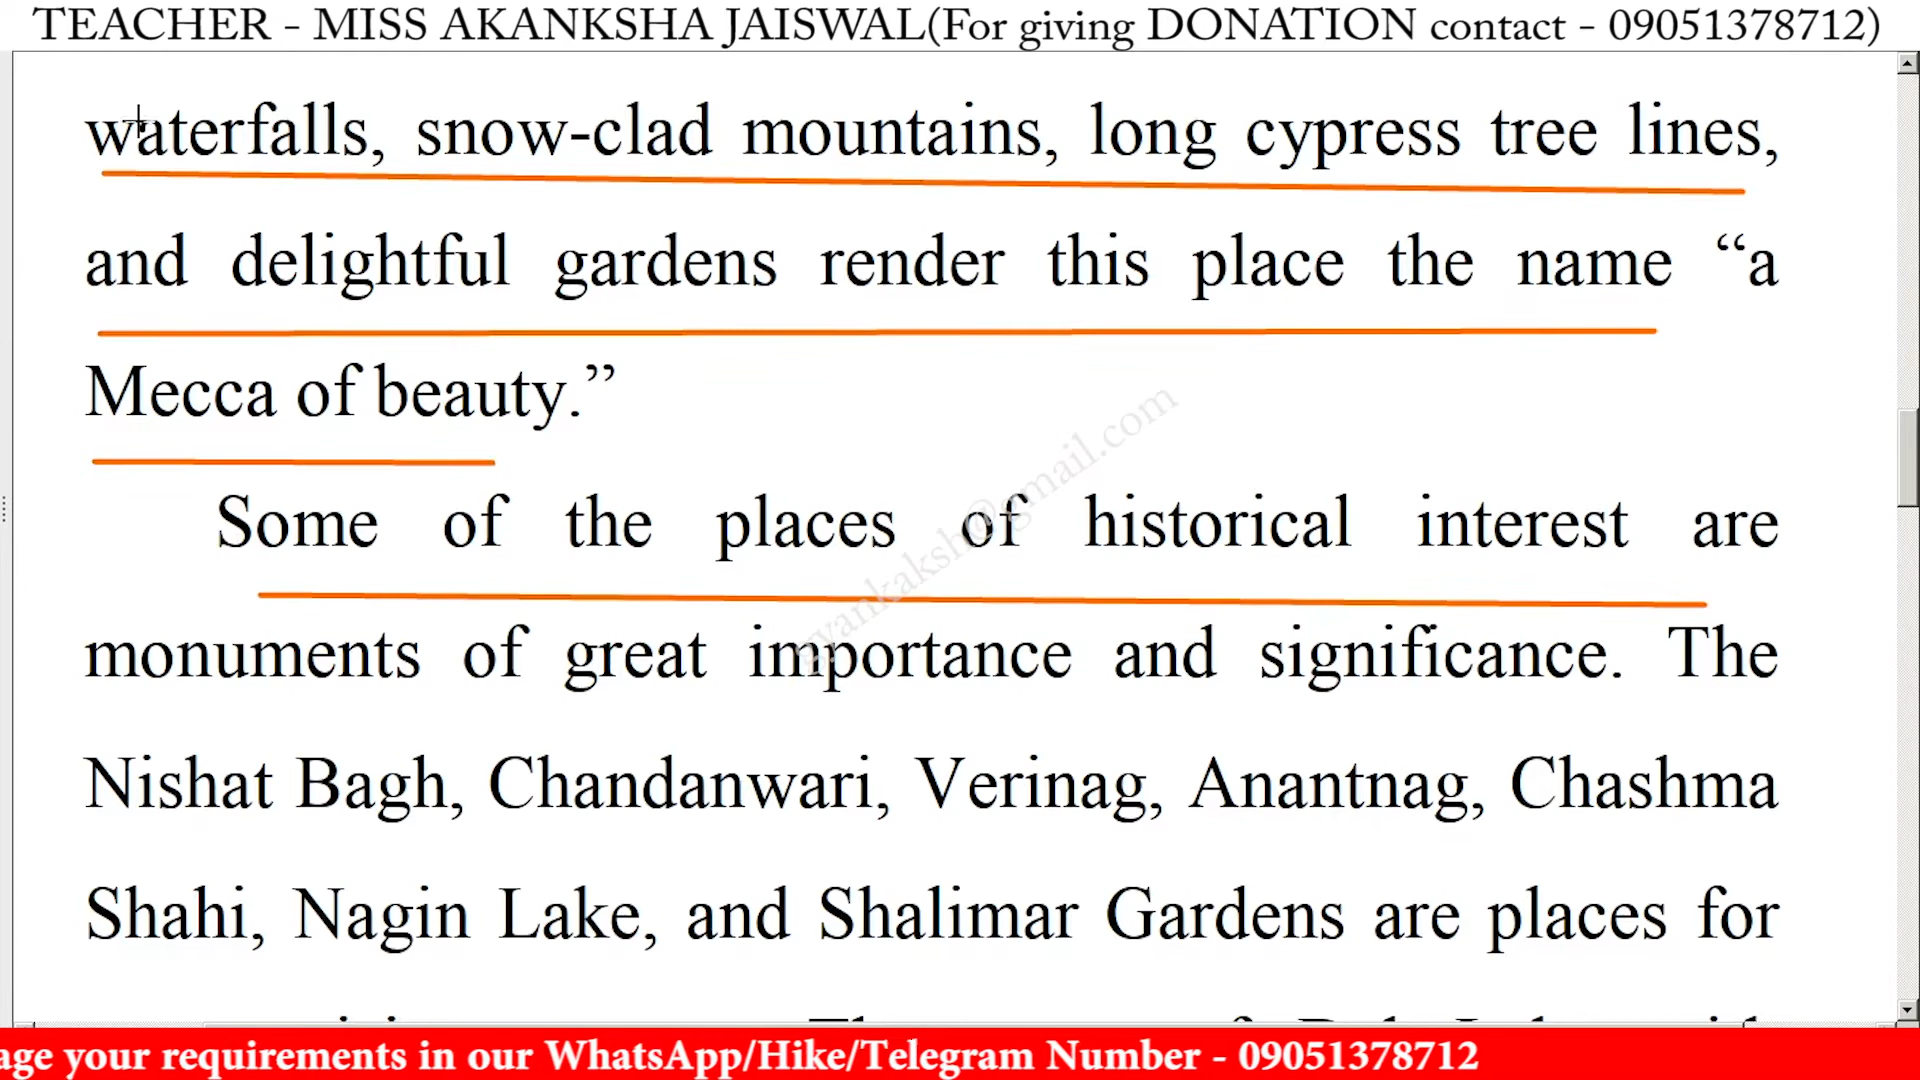 TEACHER - MISS AKANKSHA JAISWAL(For giving DONATION contact - 09051378712)
waterfalls, snow-clad mountains, long cypress tree lines,
and delightful gardens render this place the name “a
Mecca of beauty.”
gyankaksh@gmail.com
Some of the places of historical interest are
monuments of great importance and significance. The
Nishat Bagh, Chandanwari, Verinag, Anantnag, Chashma
Shahi, Nagin Lake, and Shalimar Gardens are places for
age your requirements in our WhatsApp/Hike/Telegram Number - 09051378712